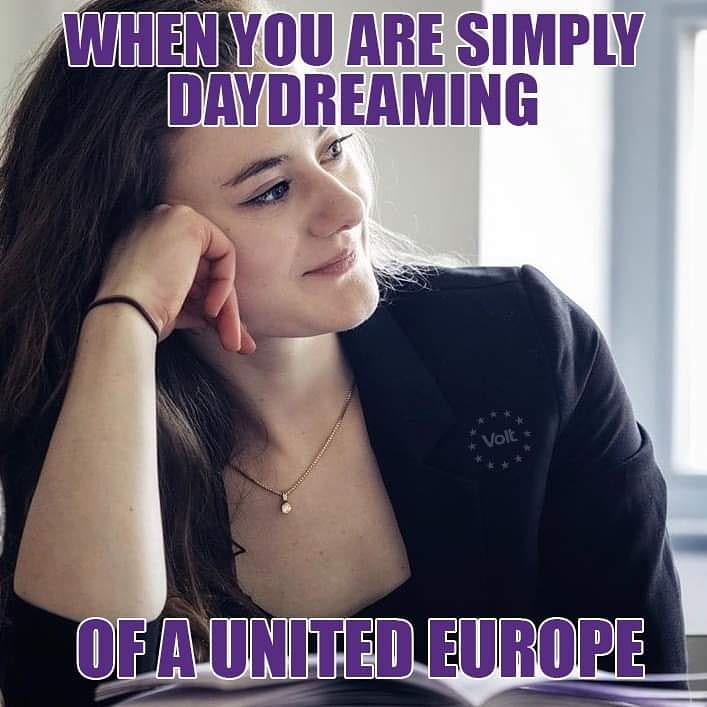 WHEN YOU ARE SIMPLY
DAYDREAMING
Volt
OF A UNITED EUROPE